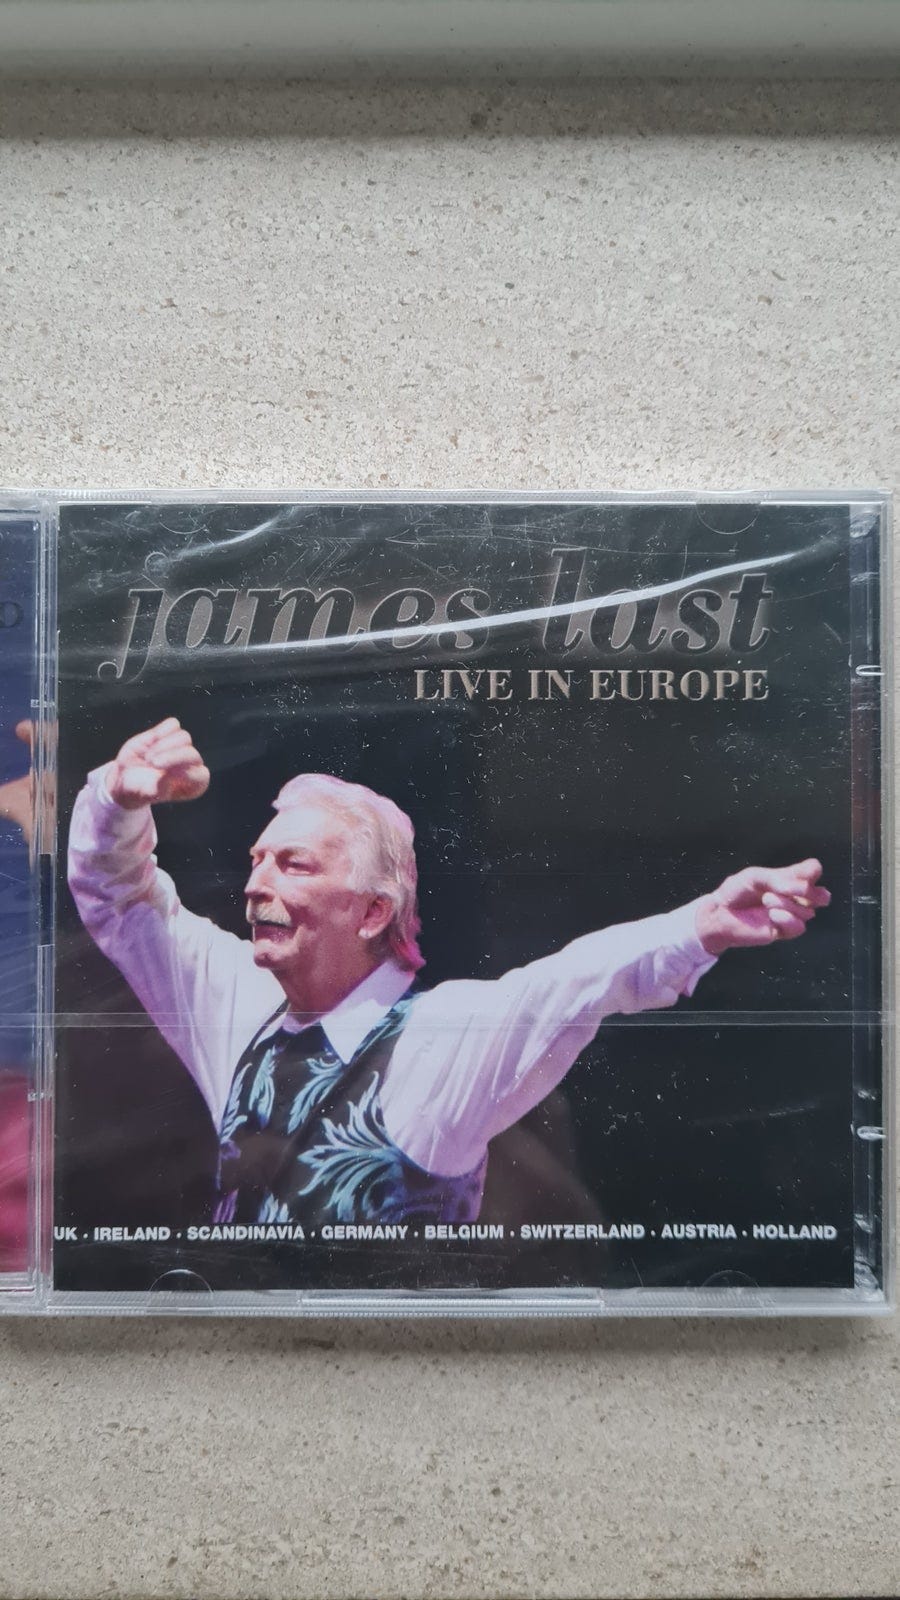 james last
LIVE IN EUROPE
UK · IRELAND · SCANDINAVIA · GERMANY · BELGIUM · SWITZERLAND · AUSTRIA · HOLLAND